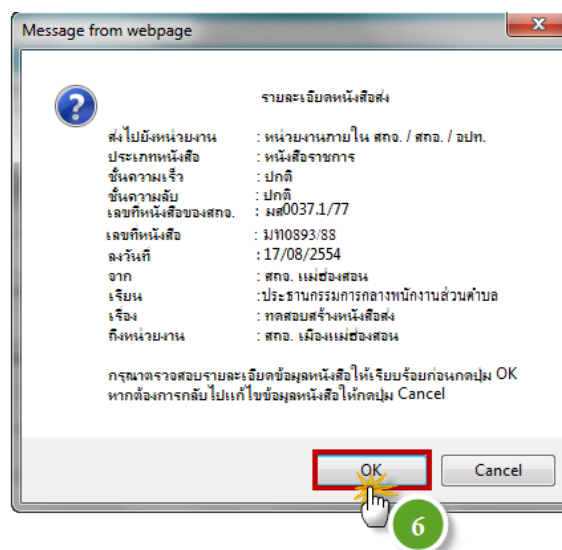 Message from webpage
รายละเอียดหนังสือส่ง
ส่งไปยังหน่วยงาน : หน่วยงานภายใน สถจ. / สถอ. / อปท.
ประเภทหนังสือ : หนังสือราชการ
ชั้นความเร็ว : ปกติ
ชั้นความลับ : ปกติ
เลขที่หนังสือของสถจ. : มส0037.1/77
เลขที่หนังสือ : มท0893/88
ลงวันที่ : 17/08/2554
จาก : สถจ. แม่ฮ่องสอน
เรียน :ประธานกรรมการกลางพนักงานส่วนตำบล
เรื่อง : ทดสอบสร้างหนังสือส่ง
ถึงหน่วยงาน : สถอ. เมืองแม่ฮ่องสอน
กรุณาตรวจสอบรายละเอียดข้อมูลหนังสือให้เรียบร้อยก่อนกดปุ่ม OK
หากต้องการกลับไปแก้ไขข้อมูลหนังสือให้กดปุ่ม Cancel
OK Cancel
6